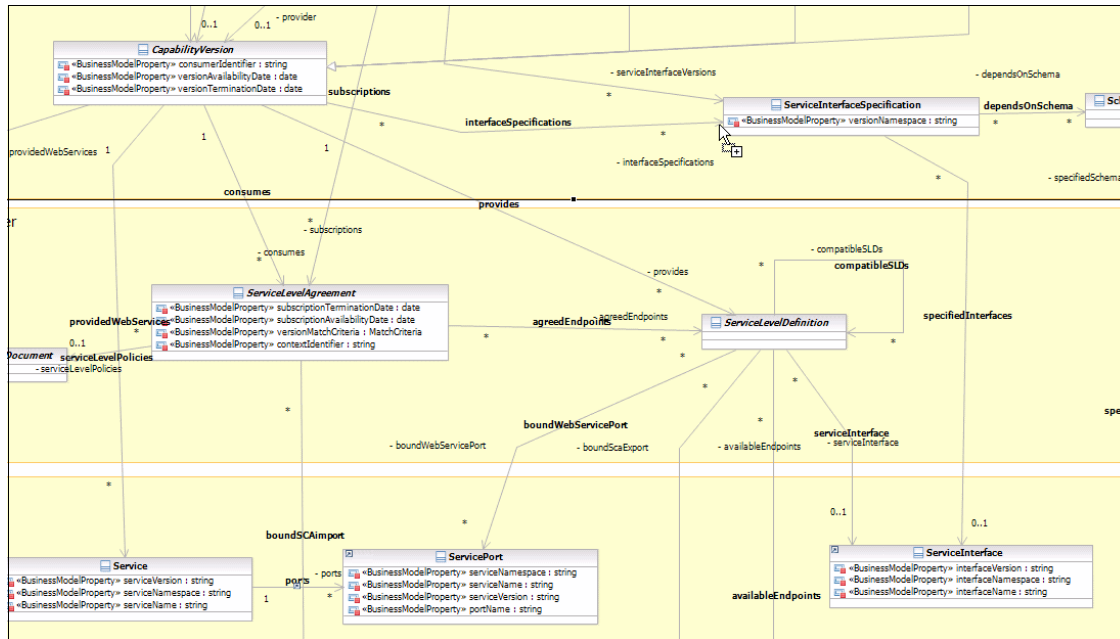 0..1
0..1
- provider
CapabilityVersion
«BusinessModelProperty» consumerIdentifier : string
«BusinessModelProperty» versionAvailabilityDate : date
«BusinessModelProperty» versionTerminationDate : date
subscriptions
- serviceInterfaceVersions
*
- dependsOnSchema
ServiceInterfaceSpecification
«BusinessModelProperty» versionNamespace : string
dependsOnSchema
*
*
*
interfaceSpecifications
*
- interfaceSpecifications
providedWebServices
1
1
1
*
- specifiedSchema
consumes
provides
er
*
- subscriptions
- consumes
*
- provides
*
- compatibleSLDs
*
compatibleSLDs
ServiceLevelAgreement
«BusinessModelProperty» subscriptionTerminationDate : date
«BusinessModelProperty» subscriptionAvailabilityDate : date
«BusinessModelProperty» versionMatchCriteria : MatchCriteria
«BusinessModelProperty» contextIdentifier : string
providedWebServices
*
0..1
Document
serviceLevelPolicies
- serviceLevelPolicies
agreedEndpoints
- agreedEndpoints
*
*
ServiceLevelDefinition
specifiedInterfaces
*
*
*
*
*
*
spe
boundWebServicePort
- boundWebServicePort
- boundScaExport
- availableEndpoints
serviceInterface
- serviceInterface
*
*
0..1
0..1
boundSCAimport
Service
«BusinessModelProperty» serviceVersion : string
«BusinessModelProperty» serviceNamespace : string
«BusinessModelProperty» serviceName : string
ports
- ports
1
*
ServicePort
«BusinessModelProperty» serviceNamespace : string
«BusinessModelProperty» serviceName : string
«BusinessModelProperty» serviceVersion : string
«BusinessModelProperty» portName : string
availableEndpoints
ServiceInterface
«BusinessModelProperty» interfaceVersion : string
«BusinessModelProperty» interfaceNamespace : string
«BusinessModelProperty» interfaceName : string